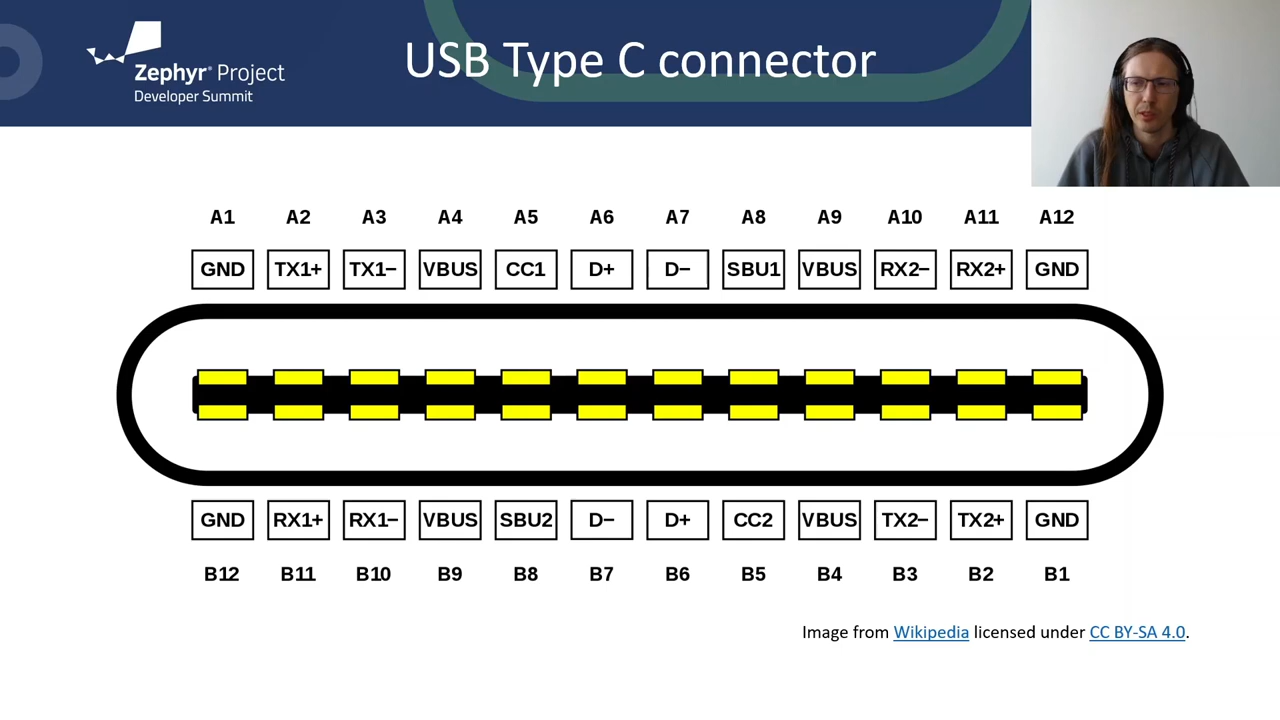 USB Type C connector
Zephyr® Project
Developer Summit
A1 A2 A3 A4 A5 A6 A7 A8 A9 A10 A11 A12
GND TX1+ TX1− VBUS CC1 D+ D− SBU1 VBUS RX2− RX2+ GND
GND RX1+ RX1− VBUS SBU2 D− D+ CC2 VBUS TX2− TX2+ GND
B12 B11 B10 B9 B8 B7 B6 B5 B4 B3 B2 B1
Image from Wikipedia licensed under CC BY-SA 4.0.